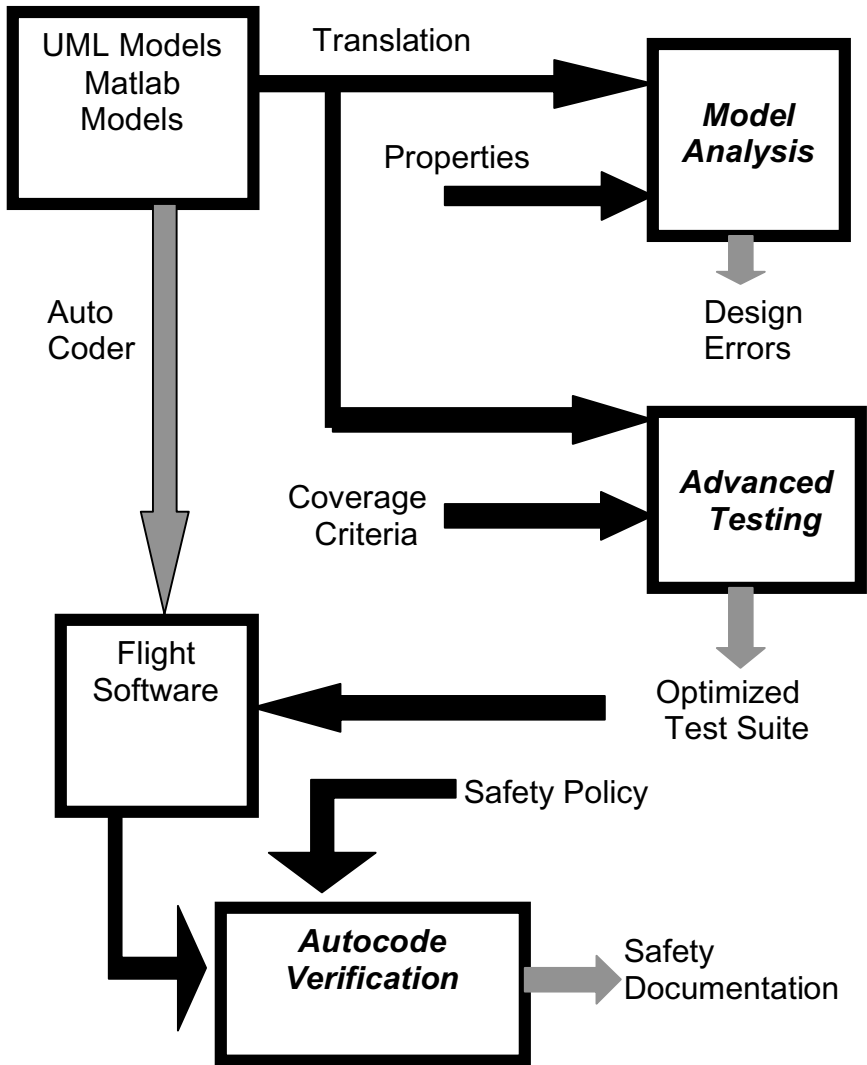 UML Models
Matlab
Models
Translation
Model
Analysis
Properties
Auto
Coder
Design
Errors
Coverage
Criteria
Advanced
Testing
Flight
Software
Optimized
Test Suite
Safety Policy
Autocode
Verification
Safety
Documentation